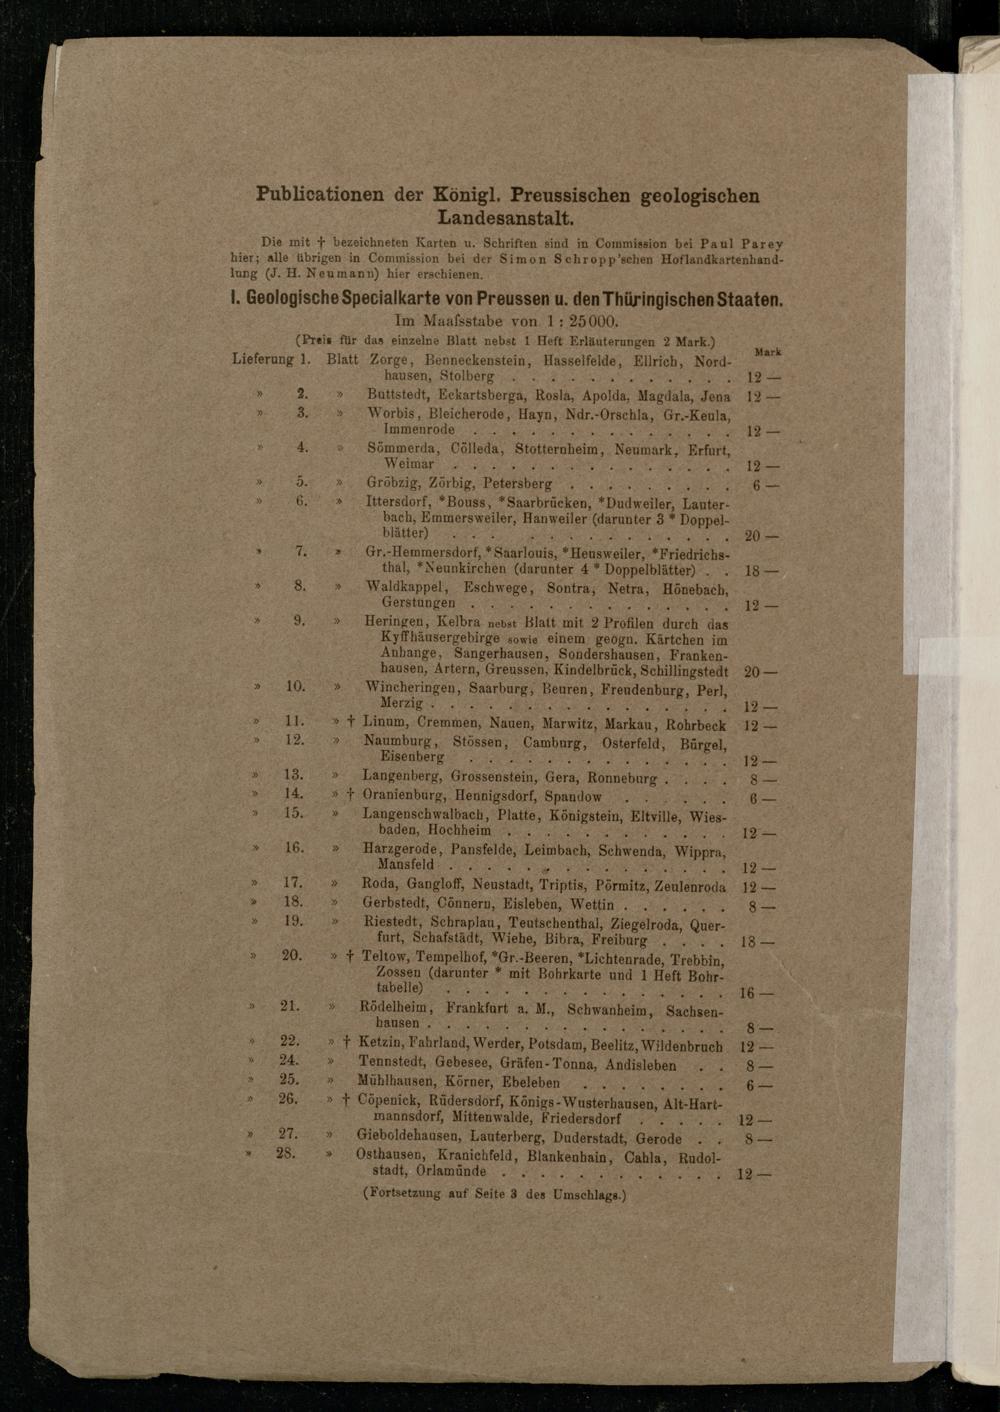 Publicationen der Königl. Preussischen geologischen
Landesanstalt.
Die mit † bezeichneten Karten u. Schriften sind in Commission bei Paul Parey
hier; alle übrigen in Commission bei der Simon Schropp'schen Hoflandkartenhand-
lung (J. H. Neumann) hier erschienen.
I. Geologische Specialkarte von Preussen u. den Thüringischen Staaten.
Im Maafsstabe von 1 : 25 000.
(Preis für das einzelne Blatt nebst 1 Heft Erläuterungen 2 Mark.)
Mark
Lieferung 1. Blatt Zorge, Benneckenstein, Hasselfelde, Ellrich, Nord-
hausen, Stolberg . . . . . . . . . . . . 12 —
» 2. » Buttstedt, Eckartsberga, Rosla, Apolda, Magdala, Jena 12 —
» 3. » Worbis, Bleicherode, Hayn, Ndr.-Orschla, Gr.-Keula,
Immenrode . . . . . . . . . . . . . . 12 —
» 4. » Sömmerda, Cölleda, Stotternheim, Neumark, Erfurt,
Weimar . . . . . . . . . . . . . . . 12 —
» 5. » Gröbzig, Zörbig, Petersberg . . . . . . . . . 6 —
» 6. » Ittersdorf, *Bouss, *Saarbrücken, *Dudweiler, Lauter-
bach, Emmersweiler, Hanweiler (darunter 3 * Doppel-
blätter) . . . . . . . . . . . . . . 20 —
» 7. » Gr.-Hemmersdorf, *Saarlouis, *Heusweiler, *Friedrichs-
thal, *Neunkirchen (darunter 4 * Doppelblätter) . . 18 —
» 8. » Waldkappel, Eschwege, Sontra, Netra, Hönebach,
Gerstungen . . . . . . . . . . . . . . 12 —
» 9. » Heringen, Kelbra nebst Blatt mit 2 Profilen durch das
Kyffhäusergebirge sowie einem geogn. Kärtchen im
Anhange, Sangerhausen, Sondershausen, Franken-
hausen, Artern, Greussen, Kindelbrück, Schillingstedt 20 —
» 10. » Wincheringen, Saarburg, Beuren, Freudenburg, Perl,
Merzig . . . . . . . . . . . . . . . . 12 —
» 11. » † Linum, Cremmen, Nauen, Marwitz, Markau, Rohrbeck 12 —
» 12. » Naumburg, Stössen, Camburg, Osterfeld, Bürgel,
Eisenberg . . . . . . . . . . . . . . 12 —
» 13. » Langenberg, Grossenstein, Gera, Ronneburg . . . . 8 —
» 14. » † Oranienburg, Hennigsdorf, Spandow . . . . . . 6 —
» 15. » Langenschwalbach, Platte, Königstein, Eltville, Wies-
baden, Hochheim . . . . . . . . . . . . 12 —
» 16. » Harzgerode, Pansfelde, Leimbach, Schwenda, Wippra,
Mansfeld . . . . . . . . . . . . . . . 12 —
» 17. » Roda, Gangloff, Neustadt, Triptis, Pörmitz, Zeulenroda 12 —
» 18. » Gerbstedt, Cönnern, Eisleben, Wettin . . . . . . 8 —
» 19. » Riestedt, Schraplau, Teutschenthal, Ziegelroda, Quer-
furt, Schafstädt, Wiehe, Bibra, Freiburg . . . . 18 —
» 20. » † Teltow, Tempelhof, *Gr.-Beeren, *Lichtenrade, Trebbin,
Zossen (darunter * mit Bohrkarte und 1 Heft Bohr-
tabelle) . . . . . . . . . . . . . . . 16 —
» 21. » Rödelheim, Frankfurt a. M., Schwanheim, Sachsen-
hausen . . . . . . . . . . . . . . . . 8 —
» 22. » † Ketzin, Fahrland, Werder, Potsdam, Beelitz, Wildenbruch 12 —
» 24. » Tennstedt, Gebesee, Gräfen-Tonna, Andisleben . . 8 —
» 25. » Mühlhausen, Körner, Ebeleben . . . . . . . . 6 —
» 26. » † Cöpenick, Rüdersdorf, Königs-Wusterhausen, Alt-Hart-
mannsdorf, Mittenwalde, Friedersdorf . . . . . 12 —
» 27. » Gieboldehausen, Lauterberg, Duderstadt, Gerode . . 8 —
» 28. » Osthausen, Kranichfeld, Blankenhain, Cahla, Rudol-
stadt, Orlamünde . . . . . . . . . . . . 12 —
(Fortsetzung auf Seite 3 des Umschlags.)